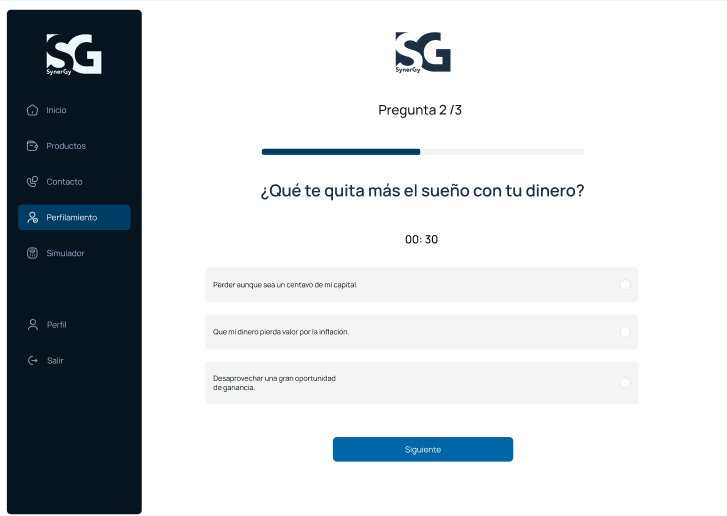 SG
SynerGy
Inicio
Productos
Contacto
Perfilamiento
Simulador
Perfil
Salir
SG
SynerGy
Pregunta 2 /3
¿Qué te quita más el sueño con tu dinero?
00: 30
Perder aunque sea un centavo de mi capital.
Que mi dinero pierda valor por la inflación.
Desaprovechar una gran oportunidad
de ganancia.
Siguiente